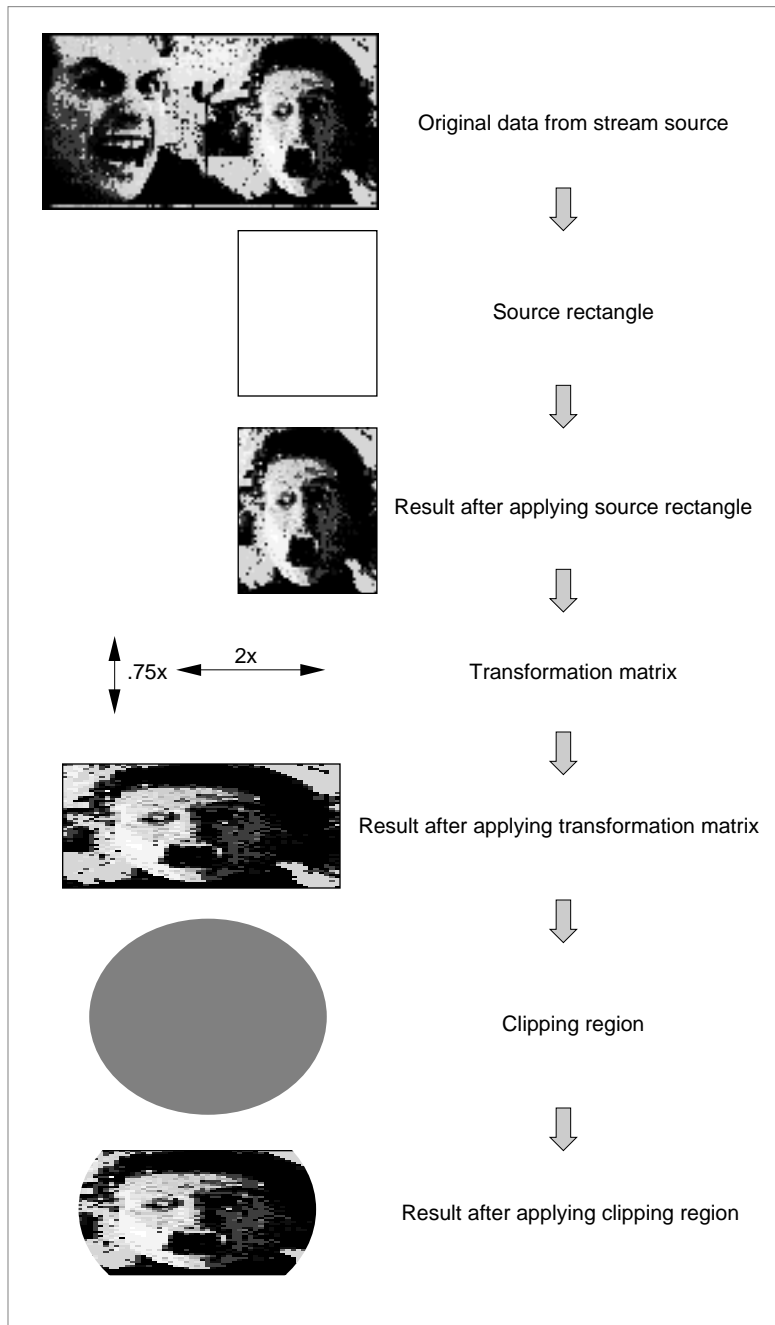 Original data from stream source
Source rectangle
Result after applying source rectangle
.75x
2x
Transformation matrix
Result after applying transformation matrix
Clipping region
Result after applying clipping region